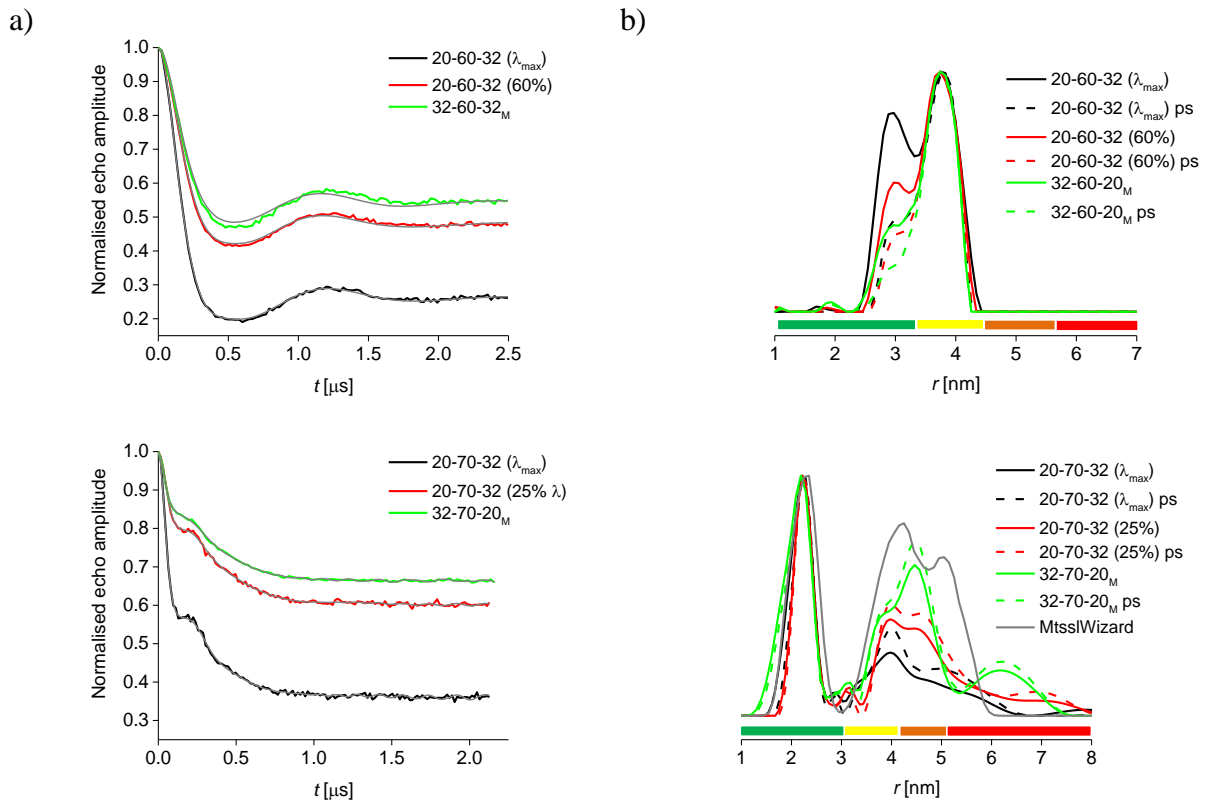 a)
1.0
0.9
0.8
0.7
0.6
0.5
0.4
0.3
0.2
Normalised echo amplitude
20-60-32 (λmax)
20-60-32 (60%)
32-60-32M
0.0 0.5 1.0 1.5 2.0 2.5
t [μs]
b)
20-60-32 (λmax)
20-60-32 (λmax) ps
20-60-32 (60%)
20-60-32 (60%) ps
32-60-20M
32-60-20M ps
1 2 3 4 5 6 7
r [nm]
1.0
0.9
0.8
0.7
0.6
0.5
0.4
0.3
Normalised echo amplitude
20-70-32 (λmax)
20-70-32 (25% λ)
32-70-20M
0.0 0.5 1.0 1.5 2.0
t [μs]
20-70-32 (λmax)
20-70-32 (λmax) ps
20-70-32 (25%)
20-70-32 (25%) ps
32-70-20M
32-70-20M ps
MtsslWizard
1 2 3 4 5 6 7 8
r [nm]